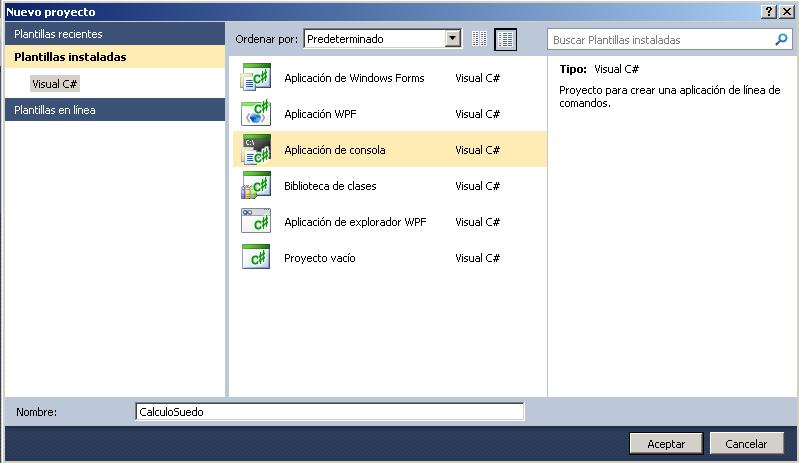 Nuevo proyecto
Plantillas recientes
Plantillas instaladas
Visual C#
Plantillas en línea
Ordenar por: Predeterminado
Aplicación de Windows Forms Visual C#
Aplicación WPF Visual C#
Aplicación de consola Visual C#
Biblioteca de clases Visual C#
Aplicación de explorador WPF Visual C#
Proyecto vacío Visual C#
Buscar Plantillas instaladas
Tipo: Visual C#
Proyecto para crear una aplicación de línea de
comandos.
Nombre: CalculoSuedo
Aceptar Cancelar